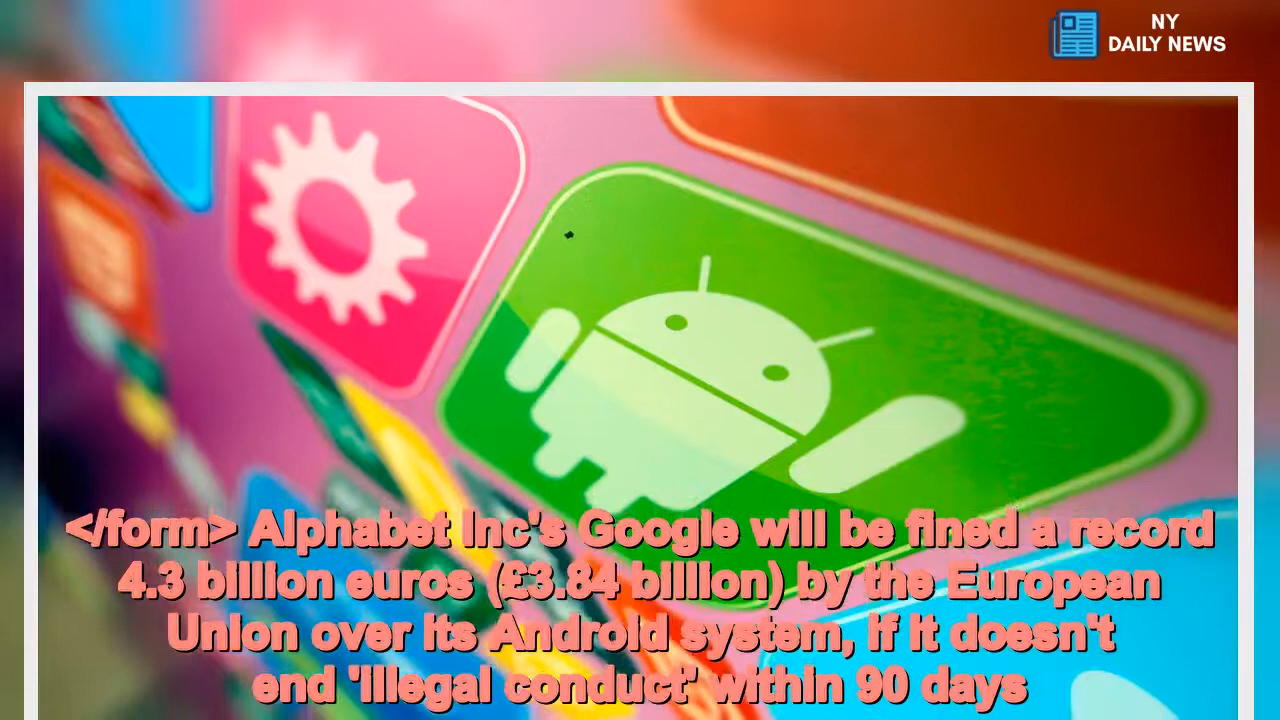 NY
DAILY NEWS
</form> Alphabet Inc's Google will be fined a record
4.3 billion euros (£3.84 billion) by the European
Union over its Android system, if it doesn't
end 'illegal conduct' within 90 days